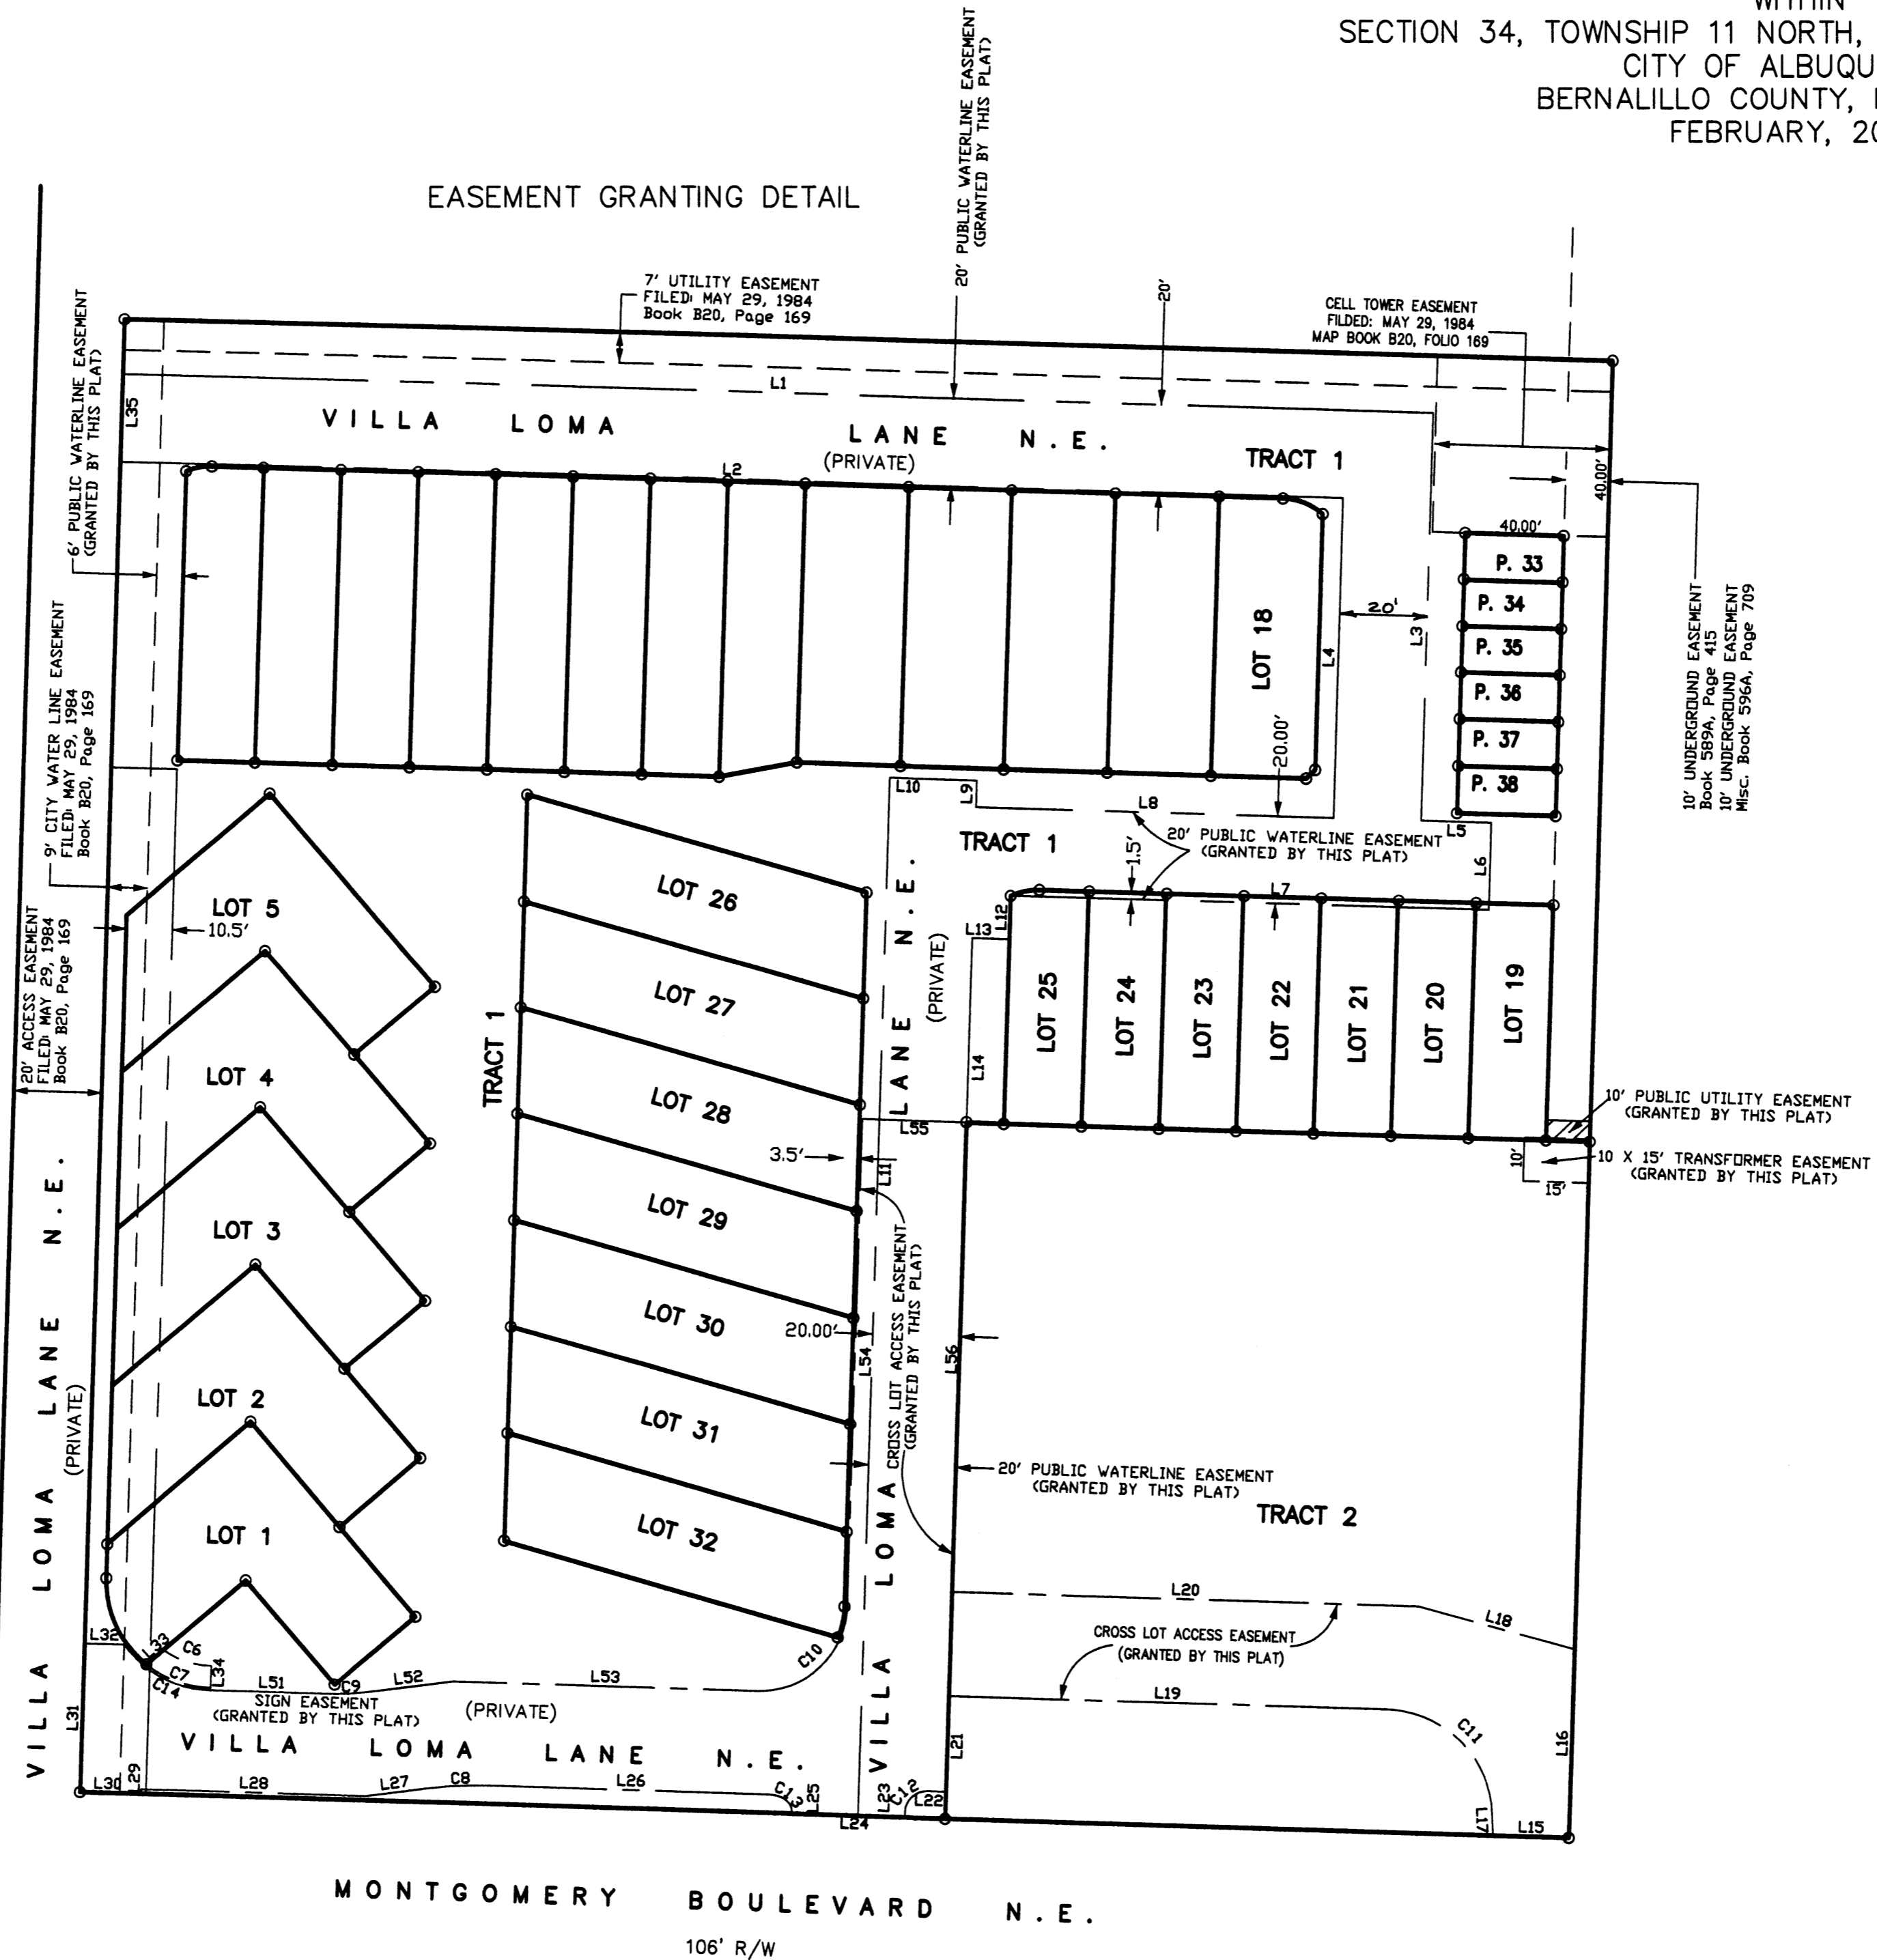 WITHIN
SECTION 34, TOWNSHIP 11 NORTH,
CITY OF ALBUQU
BERNALILLO COUNTY,
FEBRUARY, 20
EASEMENT GRANTING DETAIL
20' PUBLIC WATERLINE EASEMENT
(GRANTED BY THIS PLAT)
7' UTILITY EASEMENT
FILED: MAY 29, 1984
Book B20, Page 169
20'
CELL TOWER EASEMENT
FILDED: MAY 29, 1984
MAP BOOK B20, FOLIO 169
6' PUBLIC WATERLINE EASEMENT
(GRANTED BY THIS PLAT)
L35
L1
VILLA LOMA LANE N.E.
(PRIVATE)
TRACT 1
L2
40.00'
40.00'
P. 33
P. 34
P. 35
P. 36
P. 37
P. 38
LOT 18
L4
20'
L3
20.00'
10' UNDERGROUND EASEMENT
Book 589A, Page 415
10' UNDERGROUND EASEMENT
Misc. Book 596A, Page 709
9' CITY WATER LINE EASEMENT
FILED: MAY 29, 1984
Book B20, Page 169
L10
L9
L8
L5
L6
TRACT 1
20' PUBLIC WATERLINE EASEMENT
(GRANTED BY THIS PLAT)
1.5'
L7
L12
L13
L14
20' ACCESS EASEMENT
FILED: MAY 29, 1984
Book B20, Page 169
10.5'
LOT 5
LOT 4
LOT 3
LOT 2
LOT 1
TRACT 1
LOT 26
LOT 27
LOT 28
LOT 29
LOT 30
LOT 31
LOT 32
LOT 25
LOT 24
LOT 23
LOT 22
LOT 21
LOT 20
LOT 19
10' PUBLIC UTILITY EASEMENT
(GRANTED BY THIS PLAT)
10'
15'
10 X 15' TRANSFORMER EASEMENT
(GRANTED BY THIS PLAT)
L55
3.5'
L11
20.00'
L54
CROSS LOT ACCESS EASEMENT
(GRANTED BY THIS PLAT)
L56
VILLA LOMA LANE N.E.
(PRIVATE)
20' PUBLIC WATERLINE EASEMENT
(GRANTED BY THIS PLAT)
TRACT 2
L20
L18
CROSS LOT ACCESS EASEMENT
(GRANTED BY THIS PLAT)
L19
C11
L16
L17
L15
L21
VILLA LOMA LANE N.E.
(PRIVATE)
L31
L32
L33
C6
C7
C14
L34
L51
C9
L52
L53
C10
SIGN EASEMENT
(GRANTED BY THIS PLAT)
(PRIVATE)
VILLA LOMA LANE N.E.
L30
L29
L28
L27
C8
L26
C13
L25
L24
L23
C12
L22
MONTGOMERY BOULEVARD N.E.
106' R/W